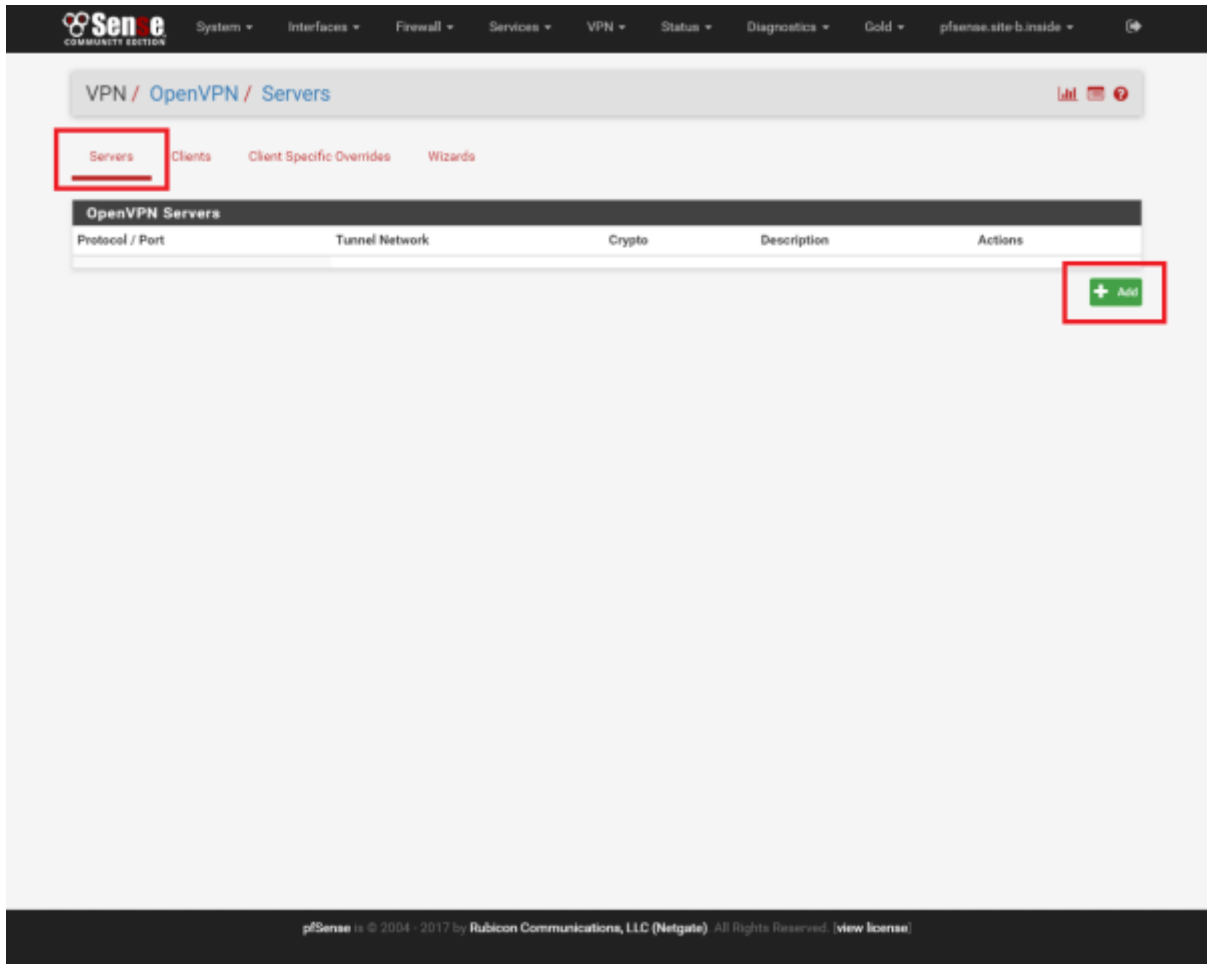 Sense System Interfaces Firewall Services VPN Status Diagnostics Gold pfsense.site-b.inside
COMMUNITY EDITION
VPN / OpenVPN / Servers
Servers Clients Client Specific Overrides Wizards
OpenVPN Servers
Protocol / Port Tunnel Network Crypto Description Actions
Add
pfSense is © 2004 - 2017 by Rubicon Communications, LLC (Netgate). All Rights Reserved. [view license]